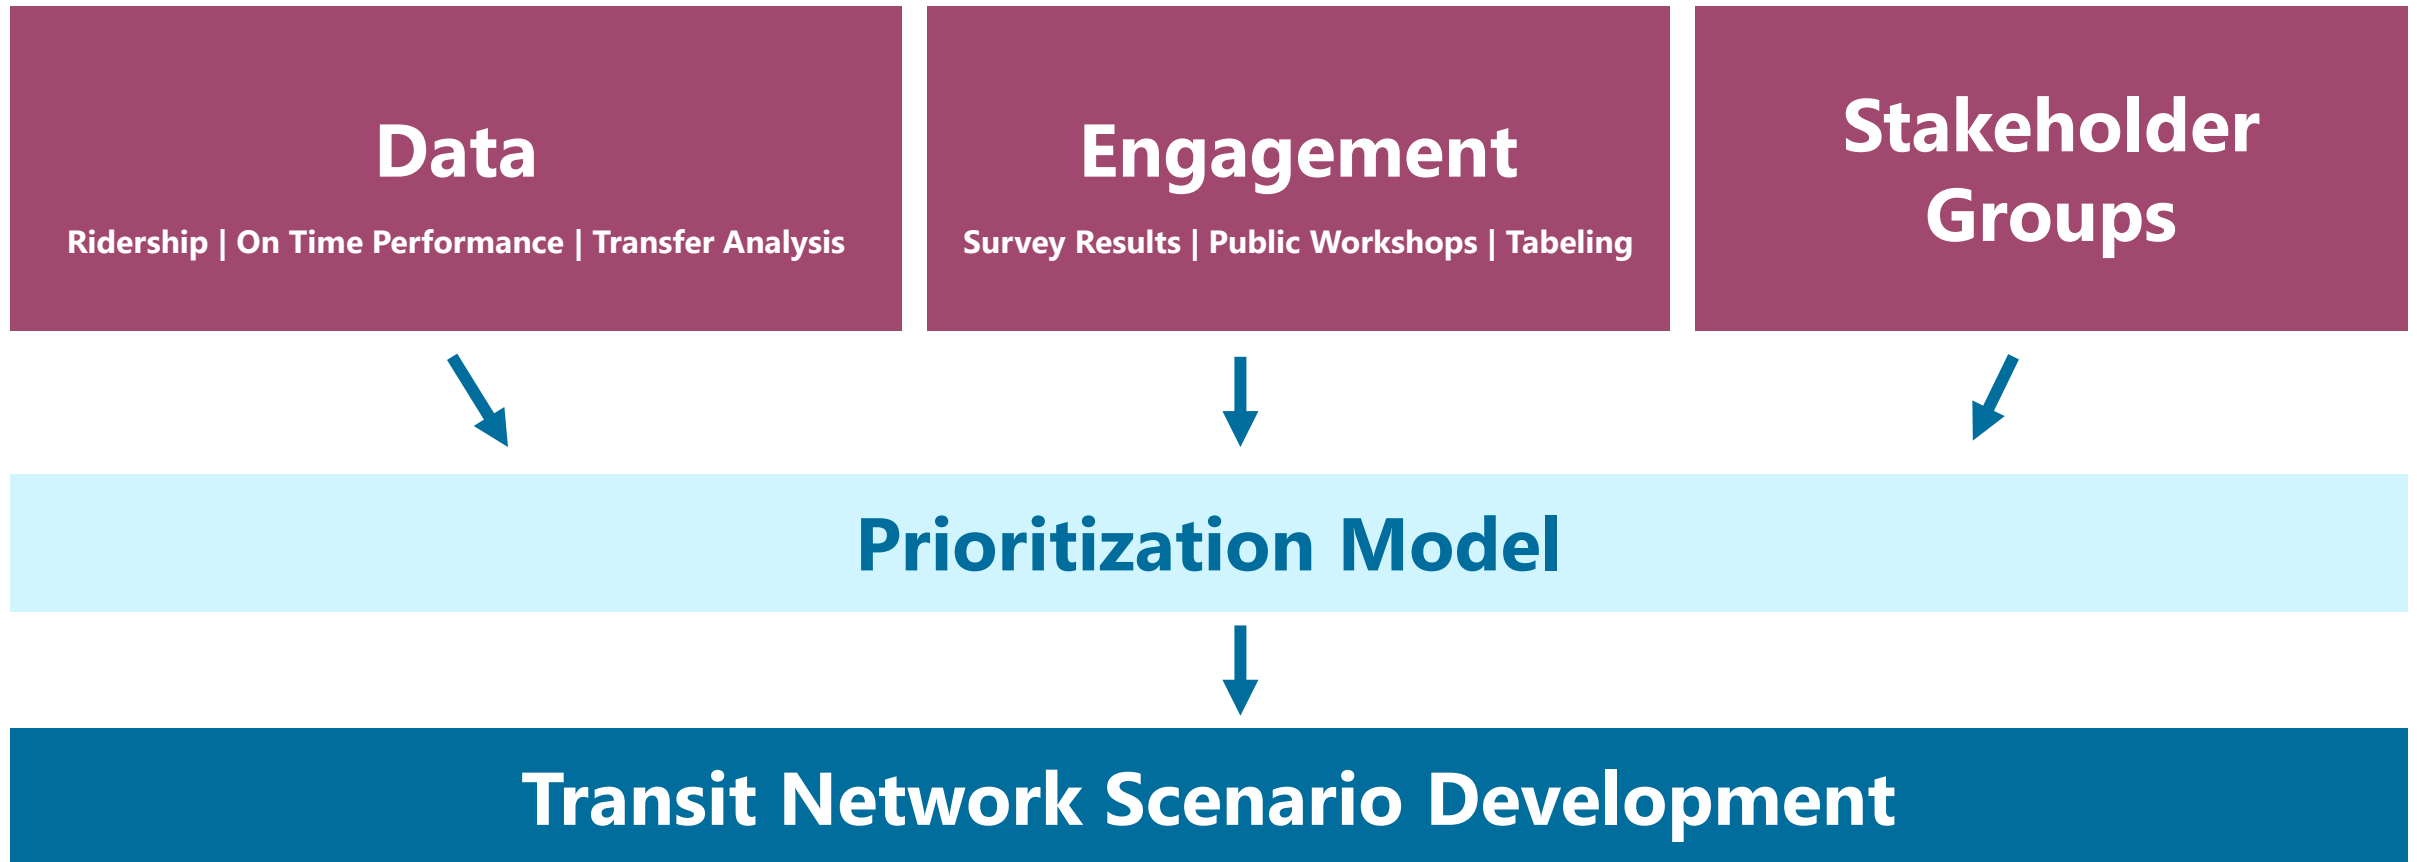 Data
Ridership | On Time Performance | Transfer Analysis
Engagement
Survey Results | Public Workshops | Tabeling
Stakeholder
Groups
Prioritization Model
Transit Network Scenario Development